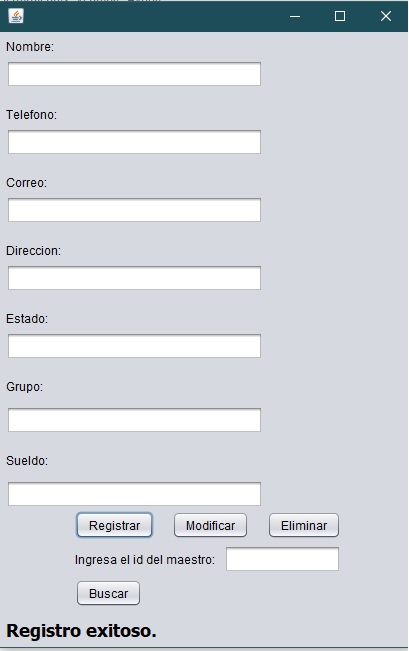 Nombre:
Telefono:
Correo:
Direccion:
Estado:
Grupo:
Sueldo:
Registrar Modificar Eliminar
Ingresa el id del maestro:
Buscar
Registro exitoso.